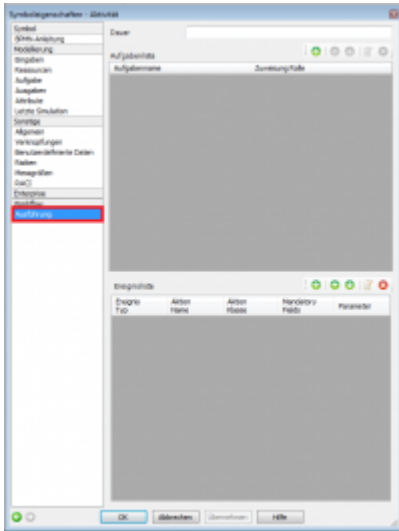 Symboleigenschaften - Aktivität
Symbol
BPMN-Anleitung
Modellierung
Eingaben
Ressourcen
Aufgabe
Ausgaben
Attribute
Letzte Simulation
Sonstige
Allgemein
Verknüpfungen
Benutzerdefinierte Daten
Risiken
Messgrößen
Enterprise
Workflow
Ausführung
Dauer
Aufgabenliste
Aufgabenname
Zuweisung Rolle
Ereignisliste
Ereignis Typ
Aktion Name
Aktion Klasse
Mandatory Fields
Parameter
OK
Abbrechen
Übernehmen
Hilfe